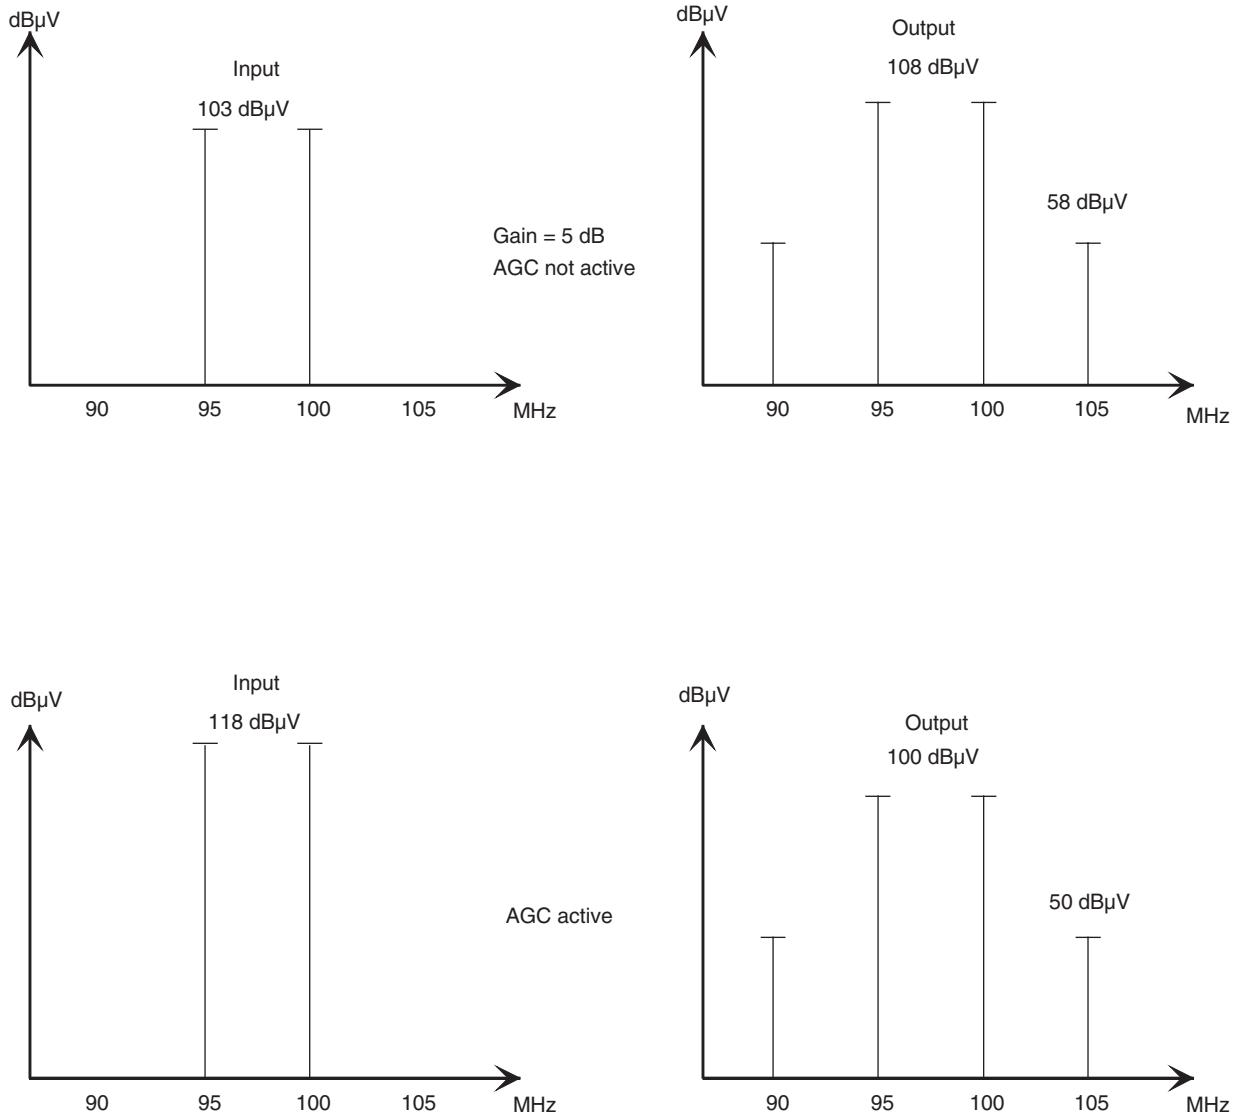 dBµV
Input
103 dBµV
90 95 100 105 MHz
Gain = 5 dB
AGC not active
dBµV
Output
108 dBµV
58 dBµV
90 95 100 105 MHz
dBµV
Input
118 dBµV
90 95 100 105 MHz
AGC active
dBµV
Output
100 dBµV
50 dBµV
90 95 100 105 MHz